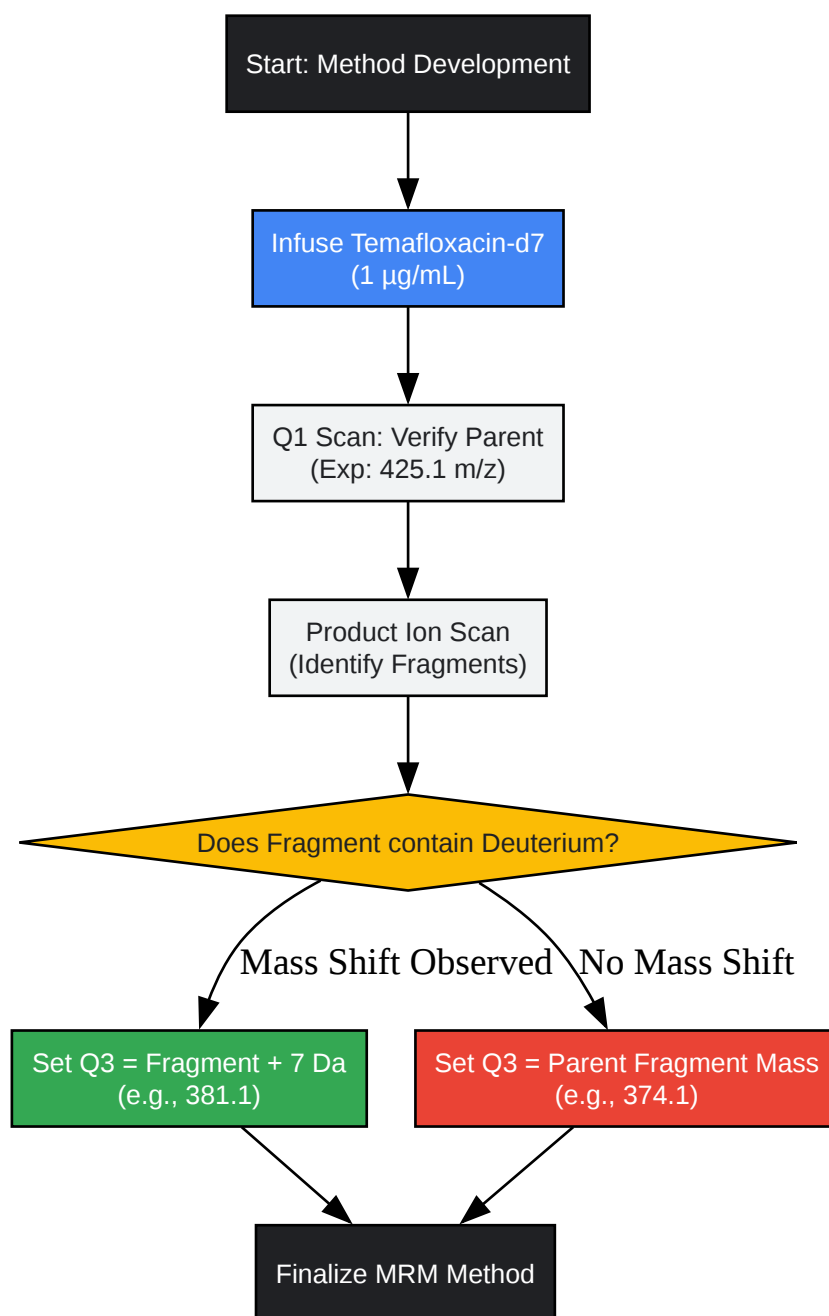 Start: Method Development
Infuse Temafloxacin-d7
(1 µg/mL)
Q1 Scan: Verify Parent
(Exp: 425.1 m/z)
Product Ion Scan
(Identify Fragments)
Does Fragment contain Deuterium?
Mass Shift Observed
No Mass Shift
Set Q3 = Fragment + 7 Da
(e.g., 381.1)
Set Q3 = Parent Fragment Mass
(e.g., 374.1)
Finalize MRM Method